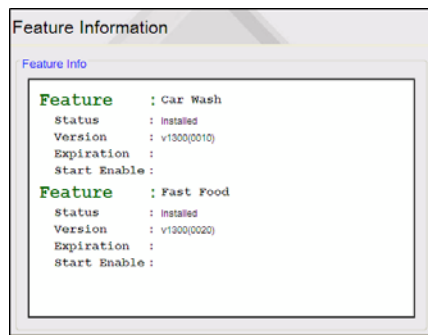 Feature Information
Feature Info
Feature : Car Wash
Status : Installed
Version : v1300(0010)
Expiration :
Start Enable :
Feature : Fast Food
Status : Installed
Version : v1300(0020)
Expiration :
Start Enable :